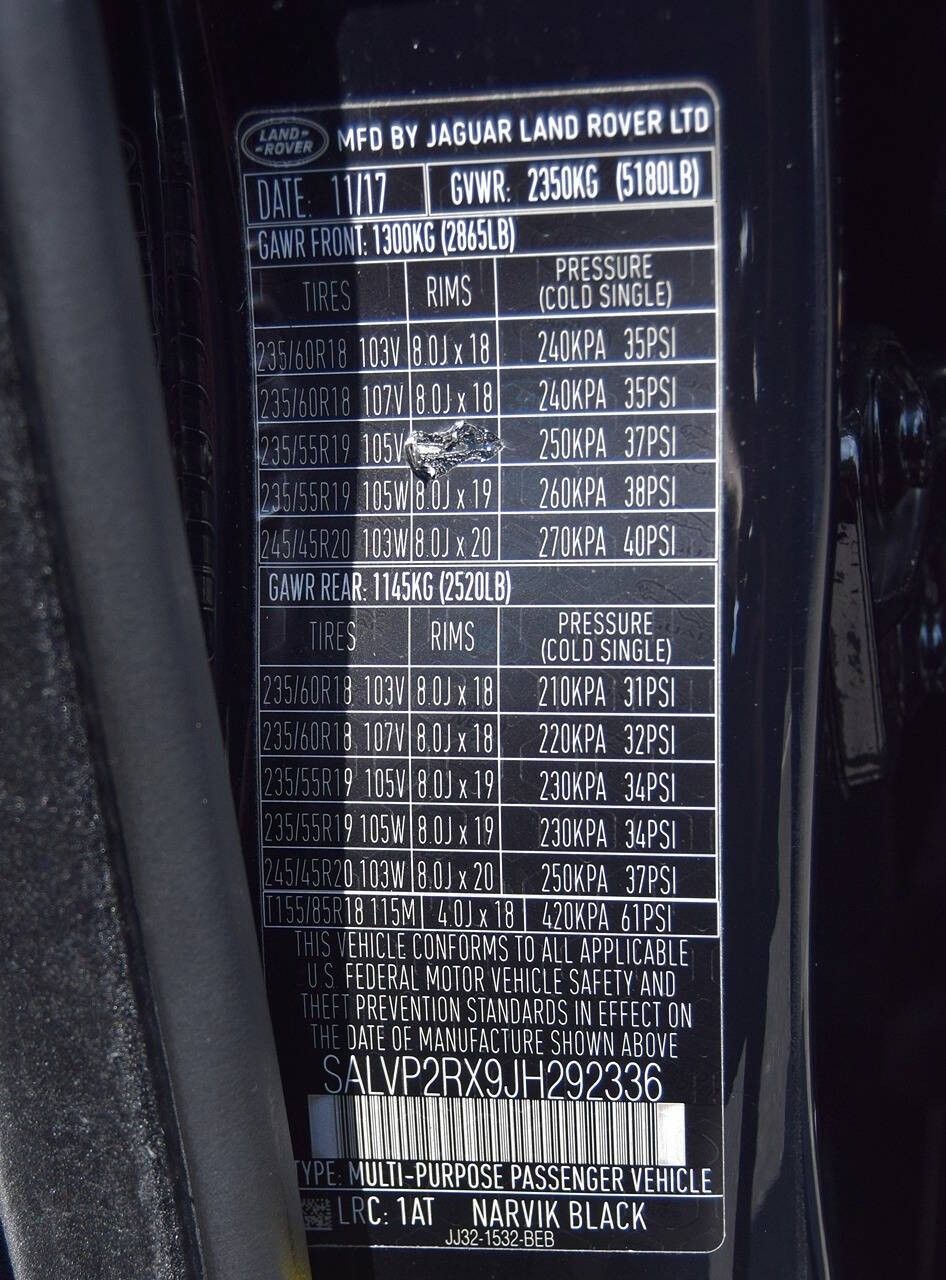 LAND-
-ROVER
MFD BY JAGUAR LAND ROVER LTD
DATE: 11/17 GVWR: 2350KG (5180LB)
GAWR FRONT: 1300KG (2865LB)
TIRES RIMS PRESSURE
(COLD SINGLE)
235/60R18 103V 8.0J x 18 240KPA 35PSI
235/60R18 107V 8.0J x 18 240KPA 35PSI
235/55R19 105V 250KPA 37PSI
235/55R19 105W 8.0J x 19 260KPA 38PSI
245/45R20 103W 8.0J x 20 270KPA 40PSI
GAWR REAR: 1145KG (2520LB)
TIRES RIMS PRESSURE
(COLD SINGLE)
235/60R18 103V 8.0J x 18 210KPA 31PSI
235/60R18 107V 8.0J x 18 220KPA 32PSI
235/55R19 105V 8.0J x 19 230KPA 34PSI
235/55R19 105W 8.0J x 19 230KPA 34PSI
245/45R20 103W 8.0J x 20 250KPA 37PSI
T155/85R18 115M 4.0J x 18 420KPA 61PSI
THIS VEHICLE CONFORMS TO ALL APPLICABLE
U.S. FEDERAL MOTOR VEHICLE SAFETY AND
THEFT PREVENTION STANDARDS IN EFFECT ON
THE DATE OF MANUFACTURE SHOWN ABOVE
SALVP2RX9JH292336
TYPE: MULTI-PURPOSE PASSENGER VEHICLE
LRC: 1AT NARVIK BLACK
JJ32-1532-BEB